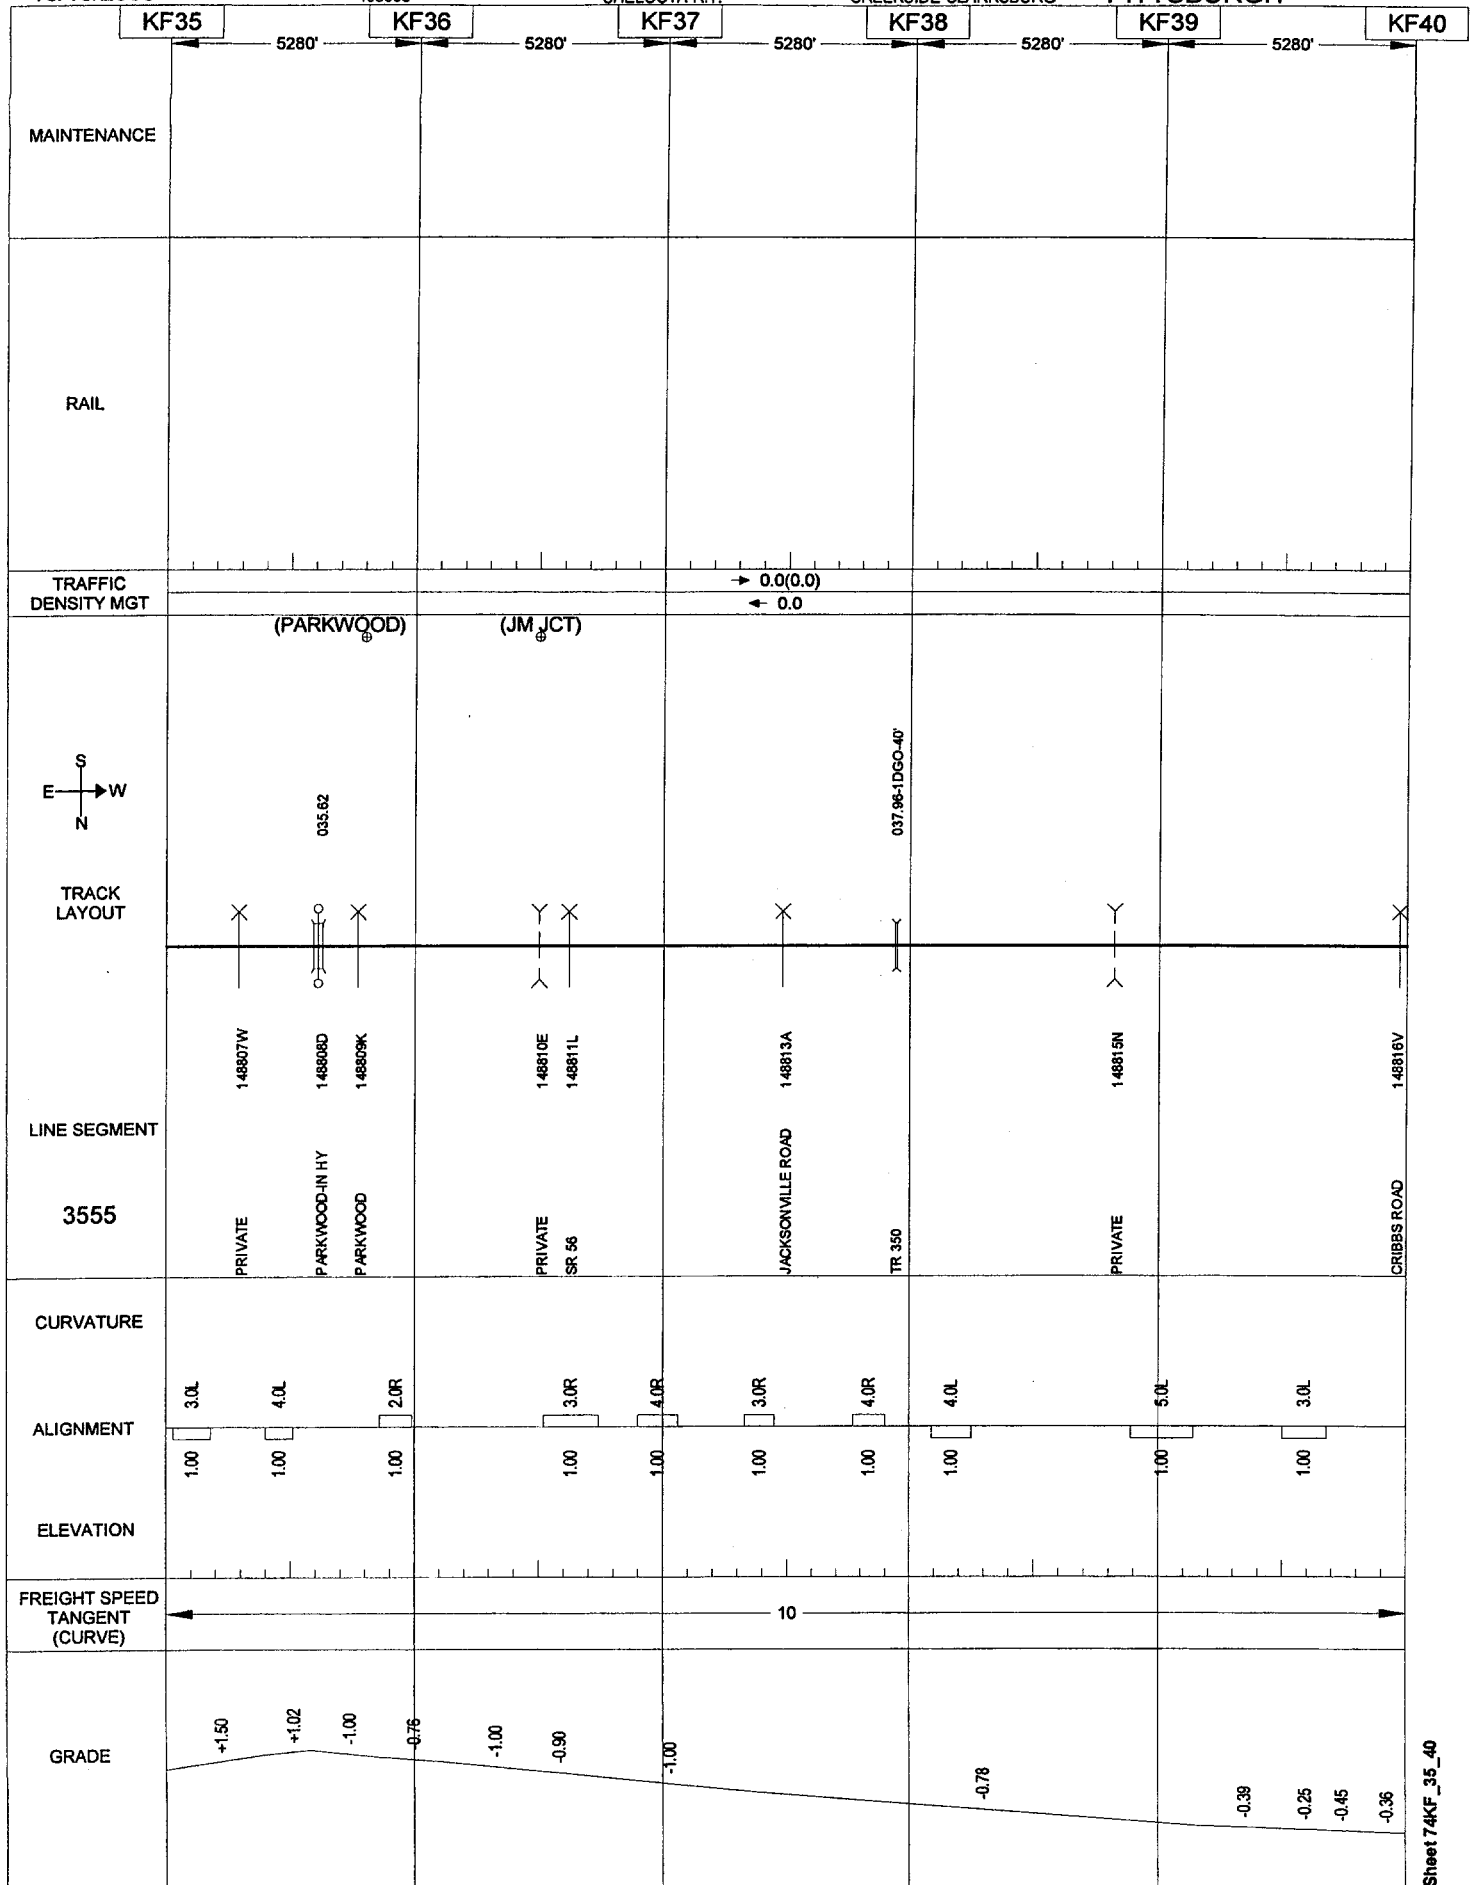 PITTSBURGH
KF35 KF36 KF37 KF38 KF39 KF40
5280' 5280' 5280' 5280' 5280'
MAINTENANCE
RAIL
TRAFFIC
DENSITY MGT
→ 0.0(0.0)
← 0.0
(PARKWOOD) (JM JCT)
S
E W
N
035.62
037.96-1DGO-40'
TRACK
LAYOUT
148807W
148808D
148809K
148810E
148811L
148813A
148815N
148816V
LINE SEGMENT
3555
PRIVATE
PARKWOOD-IN HY
PARKWOOD
PRIVATE
SR 56
JACKSONVILLE ROAD
TR 350
PRIVATE
CRIBBS ROAD
CURVATURE
3.0L 4.0L 2.0R 3.0R 4.0R 3.0R 4.0R 4.0L 5.0L 3.0L
ALIGNMENT
1.00 1.00 1.00 1.00 1.00 1.00 1.00 1.00 1.00 1.00
ELEVATION
FREIGHT SPEED
TANGENT
(CURVE)
10
GRADE
+1.50 +1.02 -1.00 -0.76 -1.00 -0.90 -1.00 -0.78 -0.39 -0.25 -0.45 -0.36
Sheet 74KF_35_40